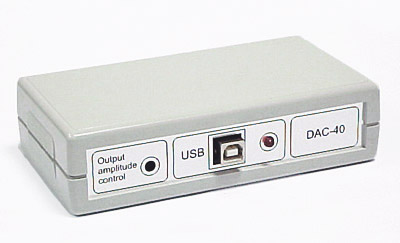 Output
amplitude
control
USB
DAC-40